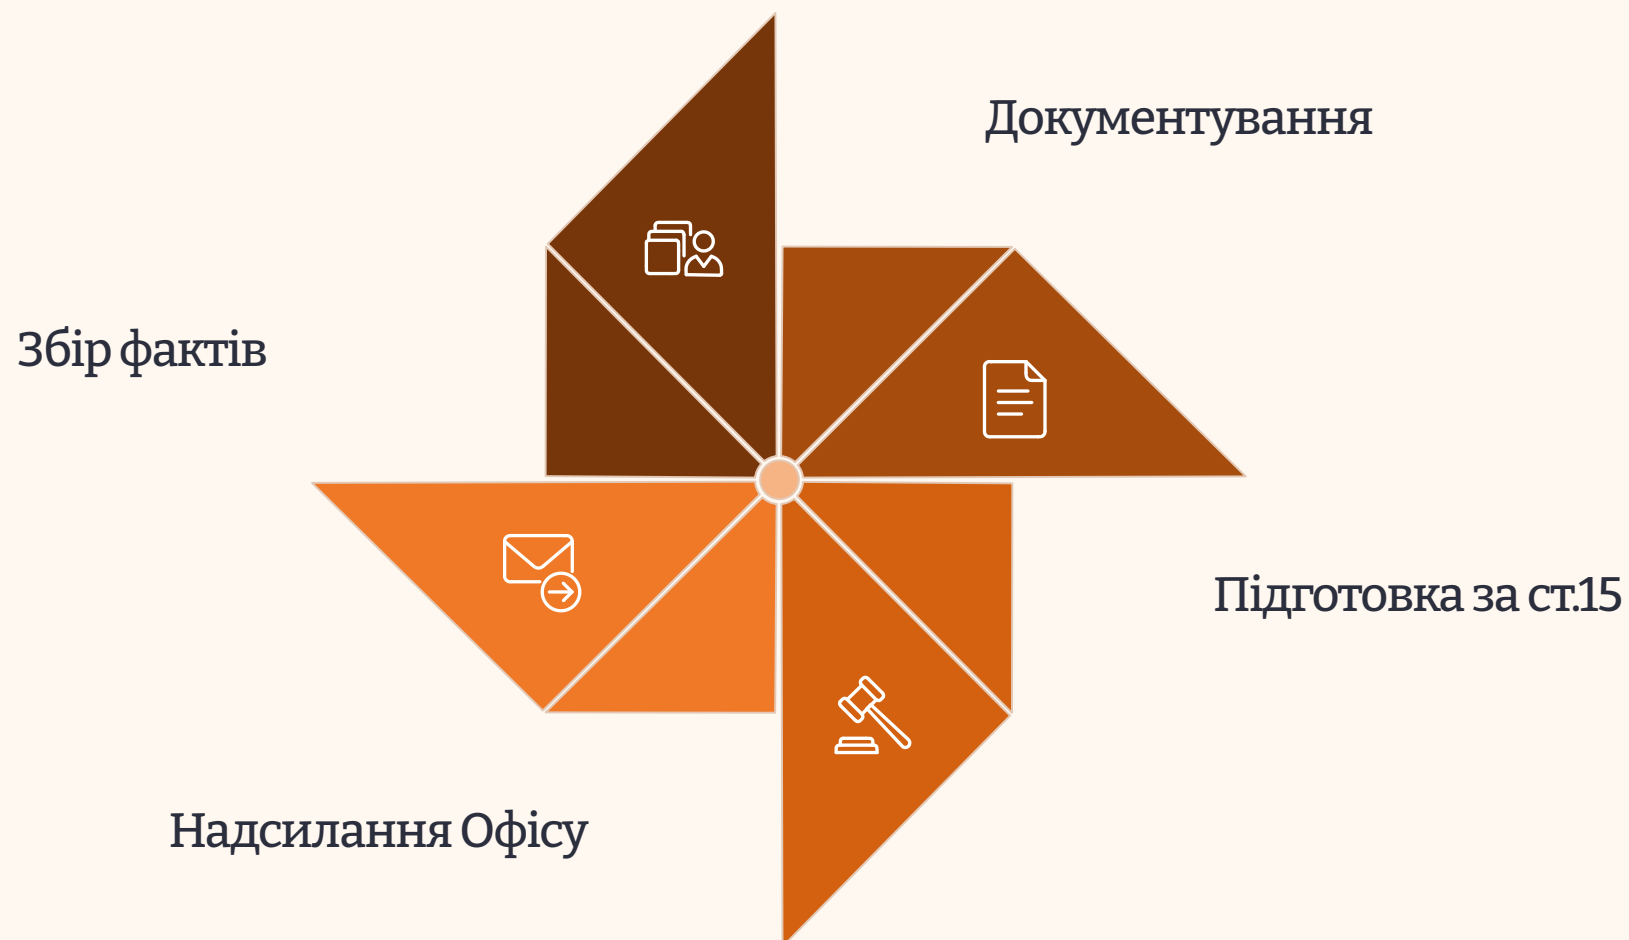 Документування
Збір фактів
Підготовка за ст.15
Надсилання Офісу